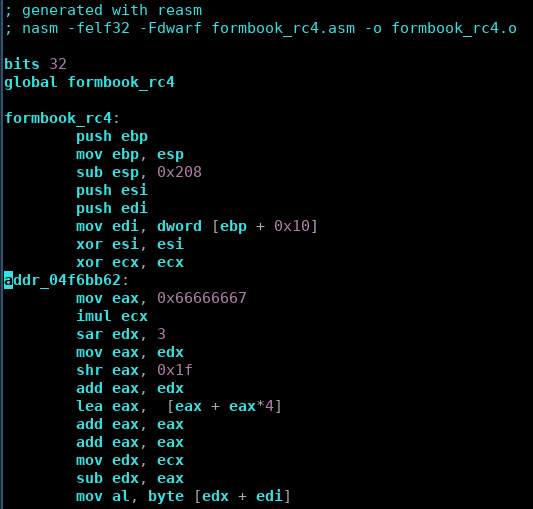 ; generated with reasm
; nasm -felf32 -Fdwarf formbook_rc4.asm -o formbook_rc4.o
bits 32
global formbook_rc4
formbook_rc4:
push ebp
mov ebp, esp
sub esp, 0x208
push esi
push edi
mov edi, dword [ebp + 0x10]
xor esi, esi
xor ecx, ecx
addr_04f6bb62:
mov eax, 0x66666667
imul ecx
sar edx, 3
mov eax, edx
shr eax, 0x1f
add eax, edx
lea eax,  [eax + eax*4]
add eax, eax
add eax, eax
mov edx, ecx
sub edx, eax
mov al, byte [edx + edi]